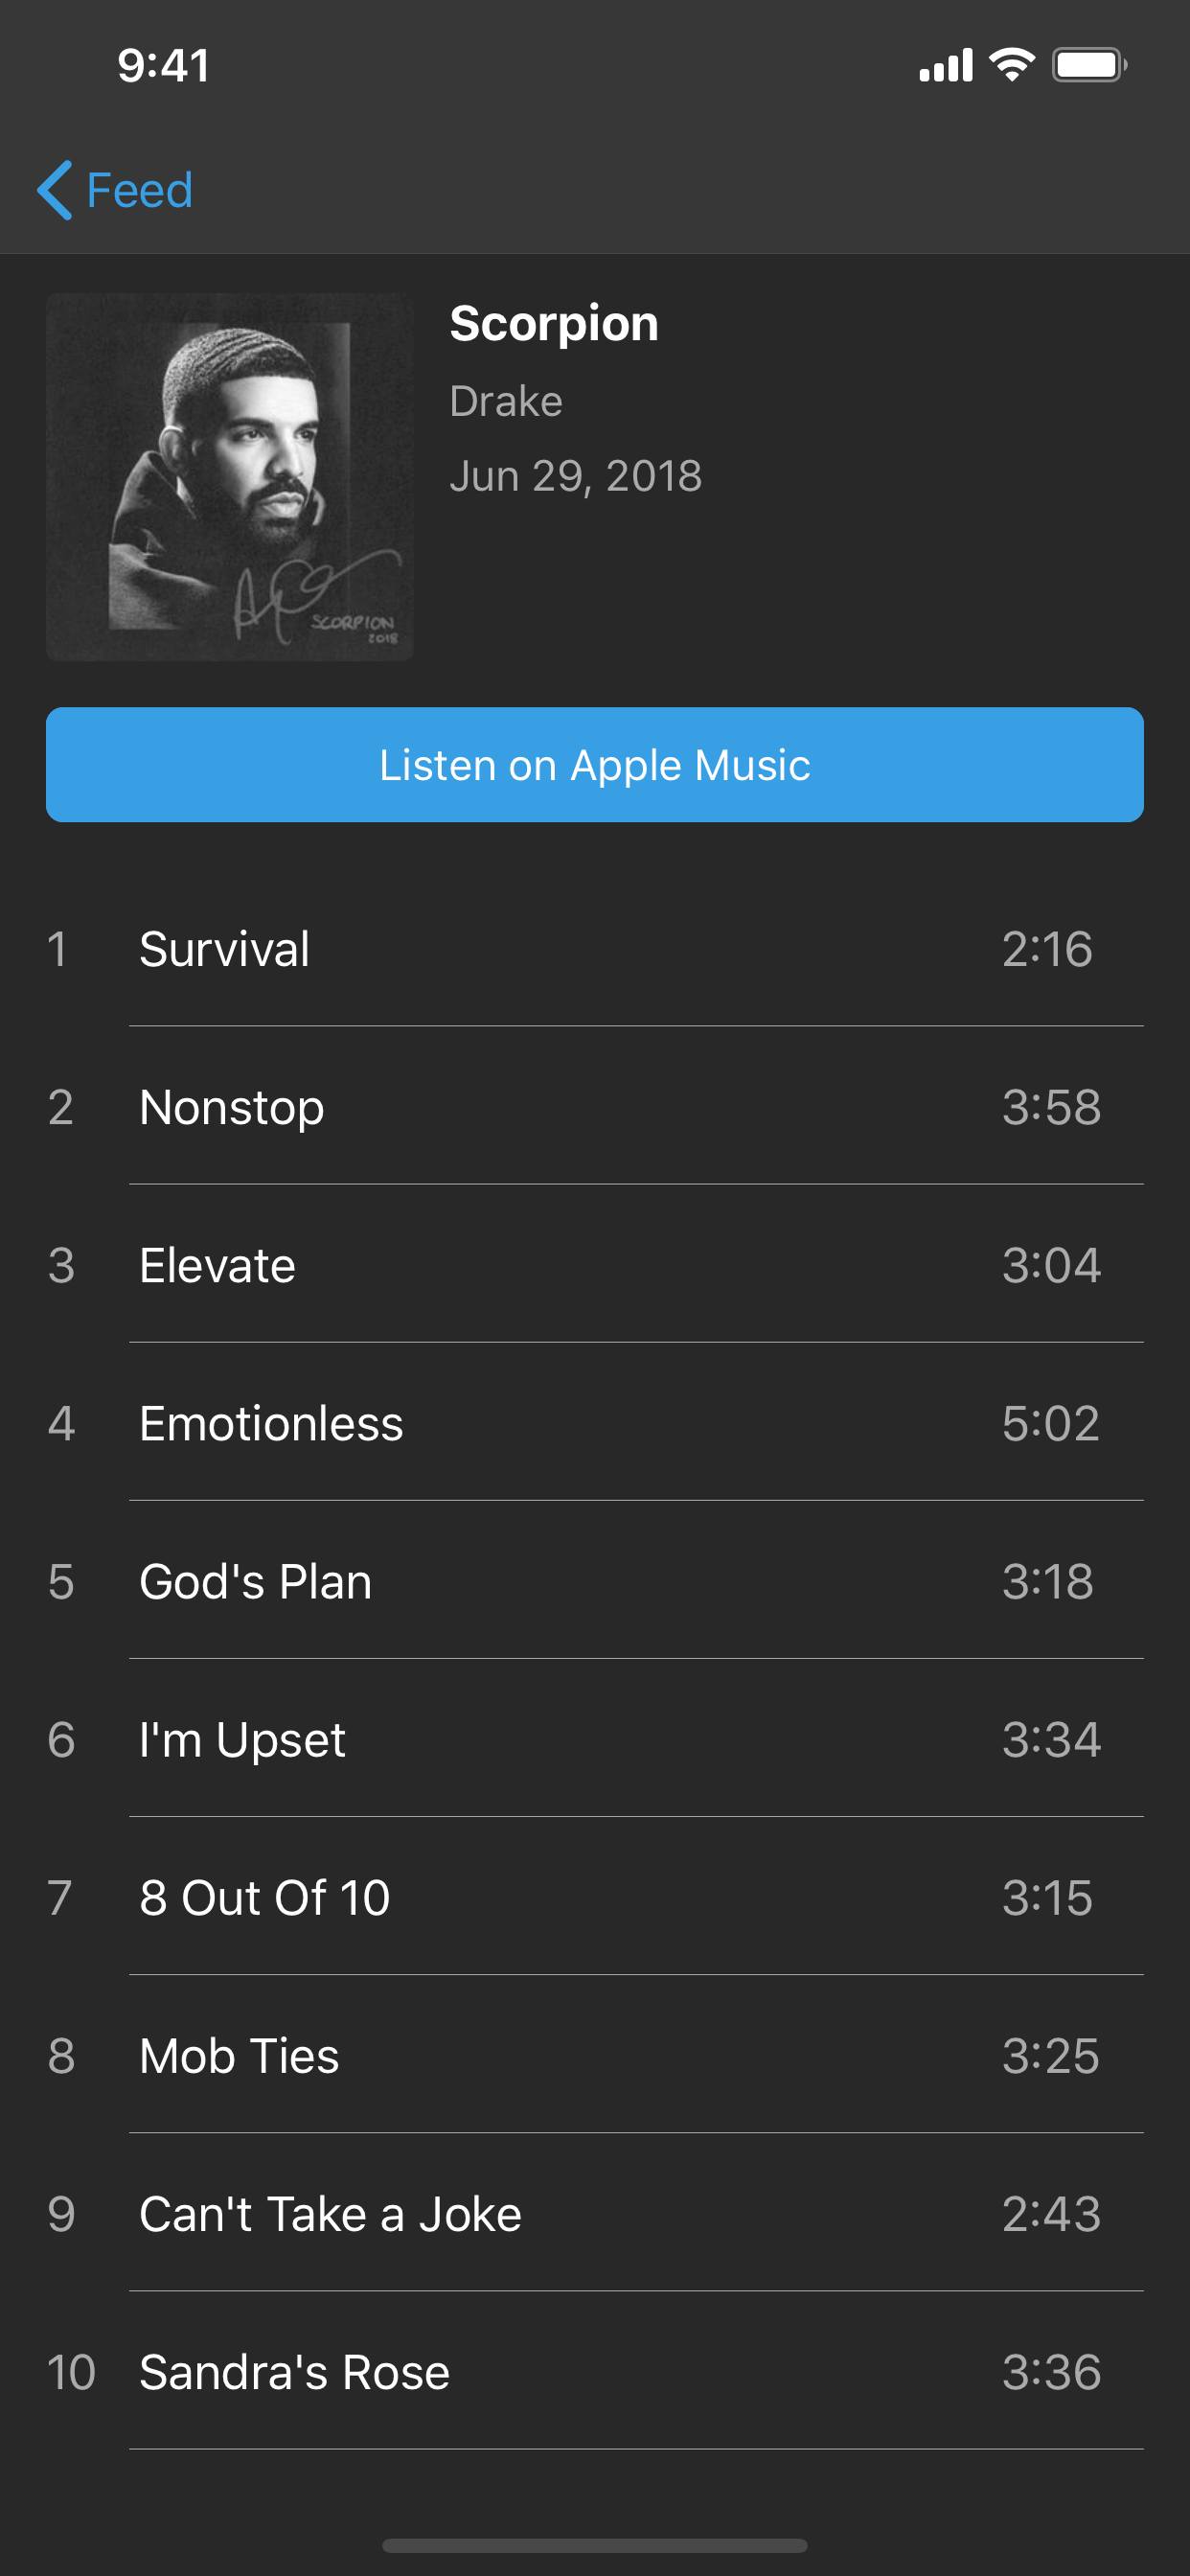 9:41
Feed
Scorpion
Drake
Jun 29, 2018
SCORPION
2018
Listen on Apple Music
1 Survival 2:16
2 Nonstop 3:58
3 Elevate 3:04
4 Emotionless 5:02
5 God's Plan 3:18
6 I'm Upset 3:34
7 8 Out Of 10 3:15
8 Mob Ties 3:25
9 Can't Take a Joke 2:43
10 Sandra's Rose 3:36